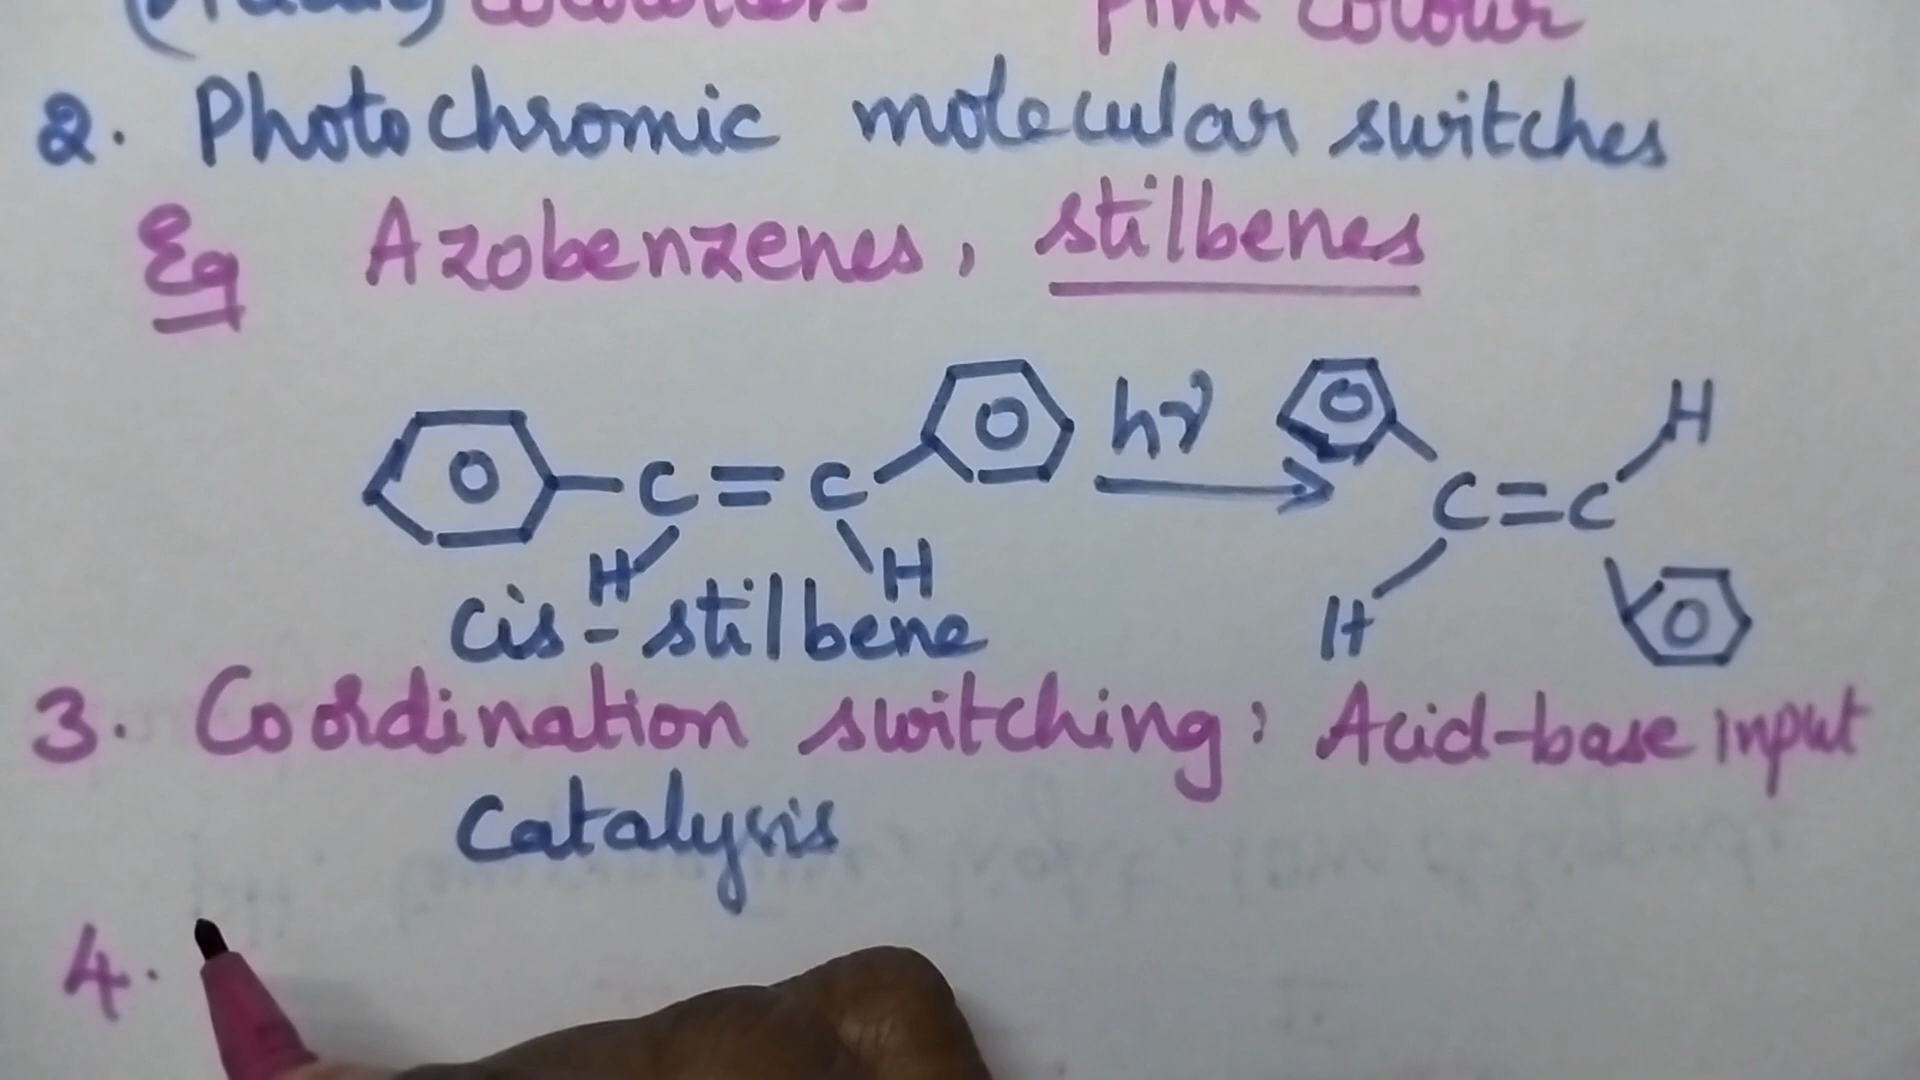 pink colour
2. Photochromic molecular switches
Eg Azobenzenes, stilbenes
C=C hν C=C H
H H H
cis-stilbene
3. Coordination switching: Acid-base input
Catalysis
4.